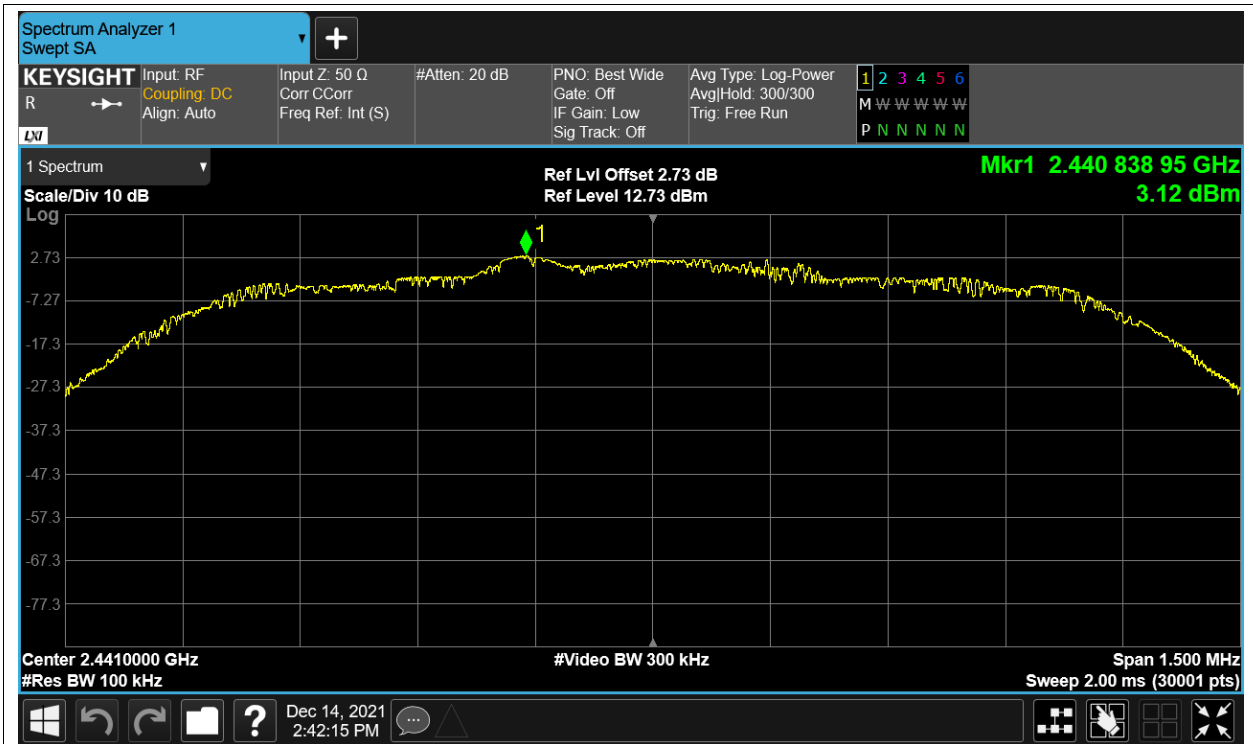 Spectrum Analyzer 1
Swept SA
KEYSIGHT
R
LXI
Input: RF
Coupling: DC
Align: Auto
Input Z: 50 Ω
Corr CCorr
Freq Ref: Int (S)
#Atten: 20 dB
PNO: Best Wide
Gate: Off
IF Gain: Low
Sig Track: Off
Avg Type: Log-Power
Avg|Hold: 300/300
Trig: Free Run
1 2 3 4 5 6
M W W W W W W
P N N N N N
1 Spectrum
Scale/Div 10 dB
Log
Ref Lvl Offset 2.73 dB
Ref Level 12.73 dBm
Mkr1 2.440 838 95 GHz
3.12 dBm
1
2.73
-7.27
-17.3
-27.3
-37.3
-47.3
-57.3
-67.3
-77.3
Center 2.4410000 GHz
#Res BW 100 kHz
#Video BW 300 kHz
Span 1.500 MHz
Sweep 2.00 ms (30001 pts)
?
Dec 14, 2021
2:42:15 PM